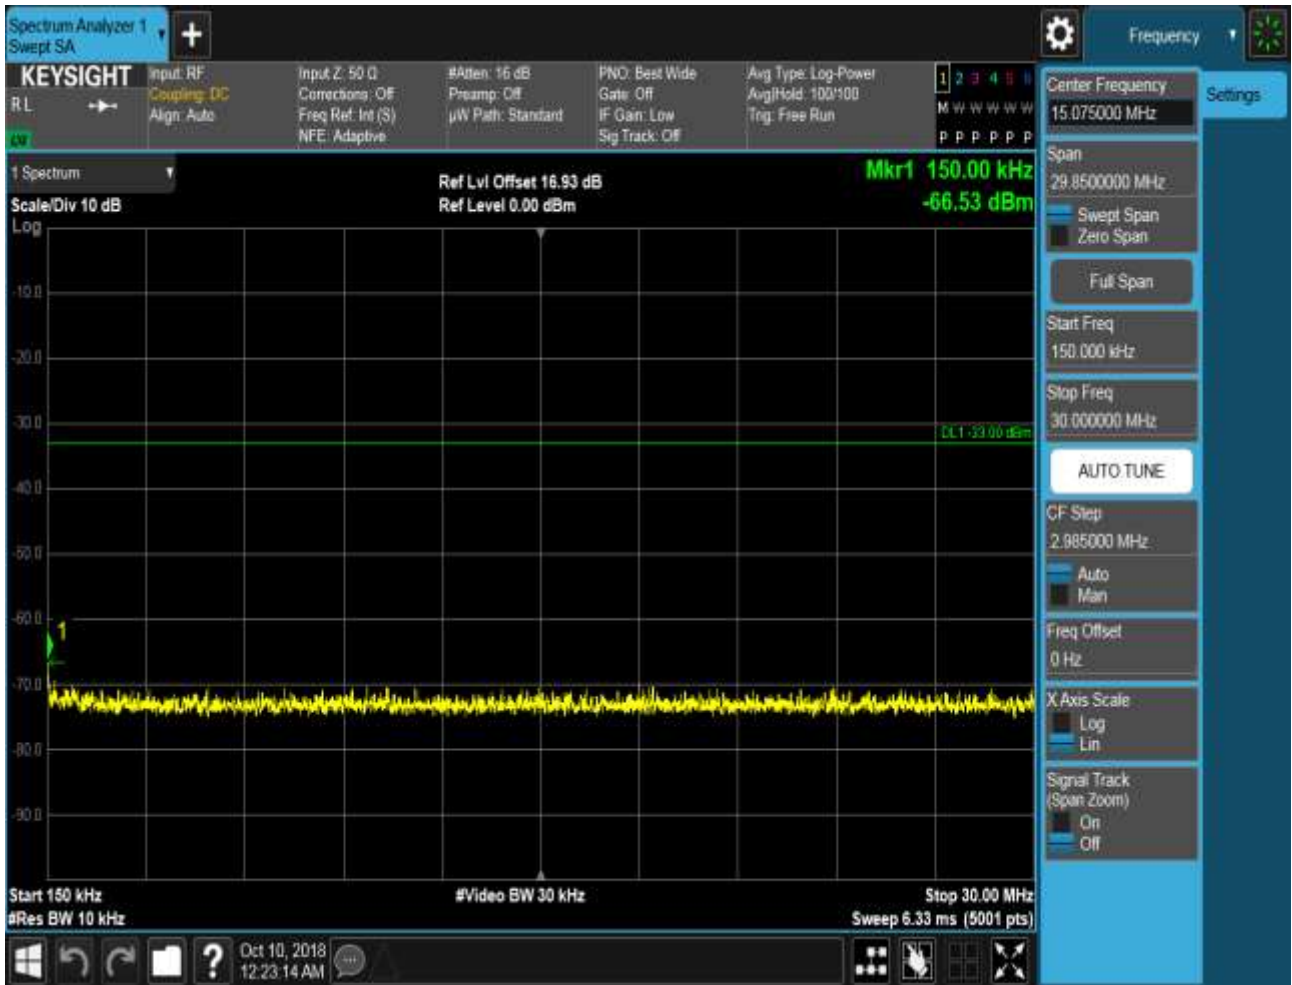 Spectrum Analyzer 1
Swept SA
+
Frequency
KEYSIGHT
RL
Input: RF
Coupling: DC
Align: Auto
Input Z: 50 Ω
Corrections: Off
Freq Ref: Int (S)
NFE: Adaptive
#Atten: 16 dB
Preamp: Off
µW Path: Standard
PNO: Best Wide
Gate: Off
IF Gain: Low
Sig Track: Off
Avg Type: Log-Power
Avg|Hold: 100/100
Trig: Free Run
1 2 3 4 5 6
M W W W W W
P P P P P P
1 Spectrum
Scale/Div 10 dB
Ref Lvl Offset 16.93 dB
Ref Level 0.00 dBm
Mkr1 150.00 kHz
-66.53 dBm
Log
-10.0
-20.0
-30.0
DL1 -33.00 dBm
-40.0
-50.0
-60.0
1
-70.0
-80.0
-90.0
Start 150 kHz
#Video BW 30 kHz
Stop 30.00 MHz
#Res BW 10 kHz
Sweep 6.33 ms (5001 pts)
Center Frequency
15.075000 MHz
Settings
Span
29.8500000 MHz
Swept Span
Zero Span
Full Span
Start Freq
150.000 kHz
Stop Freq
30.000000 MHz
AUTO TUNE
CF Step
2.985000 MHz
Auto
Man
Freq Offset
0 Hz
X Axis Scale
Log
Lin
Signal Track
(Span Zoom)
On
Off
?
Oct 10, 2018
12:23:14 AM